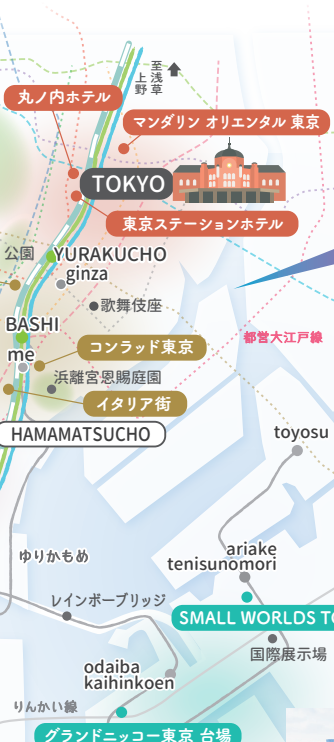 至浅草
上野
丸ノ内ホテル
マンダリン オリエンタル 東京
TOKYO
東京ステーションホテル
公園
YURAKUCHO
ginza
歌舞伎座
BASHI
me
コンラッド東京
都営大江戸線
浜離宮恩賜庭園
イタリア街
HAMAMATSUCHO
toyosu
ゆりかもめ
ariake
tenisunomori
レインボーブリッジ
SMALL WORLDS TO
国際展示場
odaiba
kaihinkoen
りんかい線
グランドニッコー東京 台場